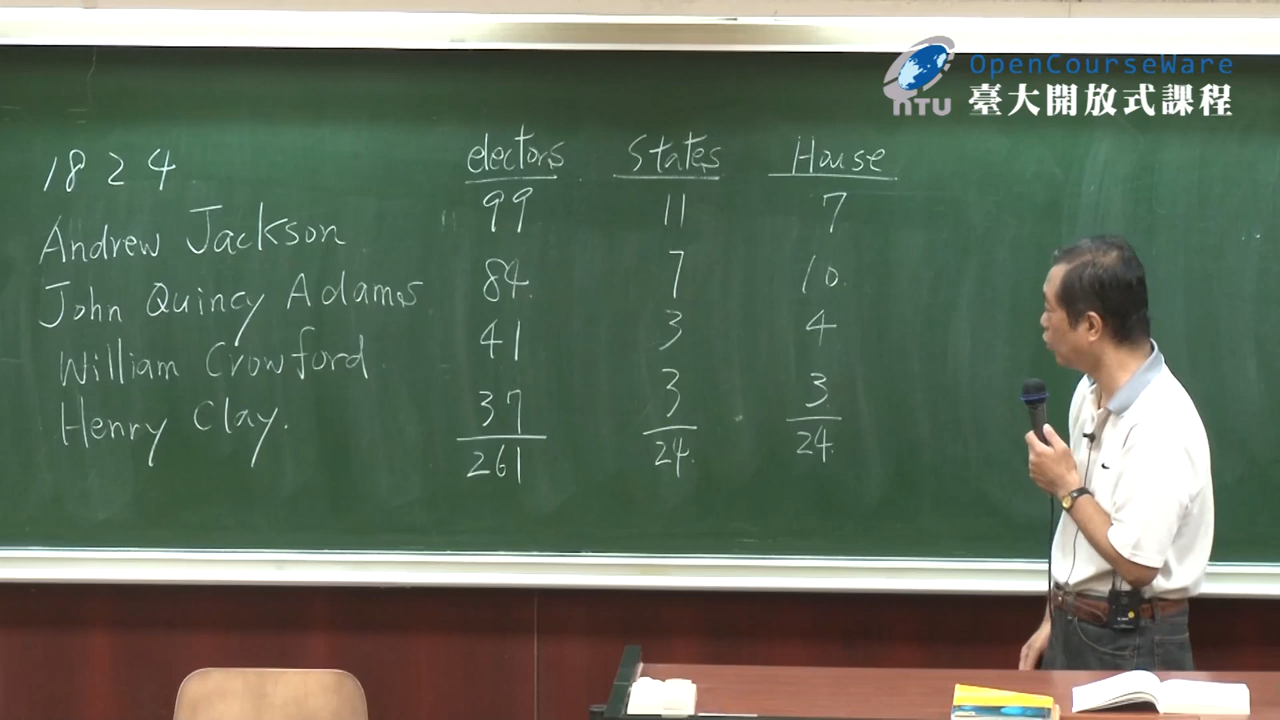 OpenCourseWare
NTU 臺大開放式課程
1824 electors States House
Andrew Jackson 99 11 7
John Quincy Adams 84 7 10
William Crowford 41 3 4
Henry Clay. 37 3 3
261 24 24